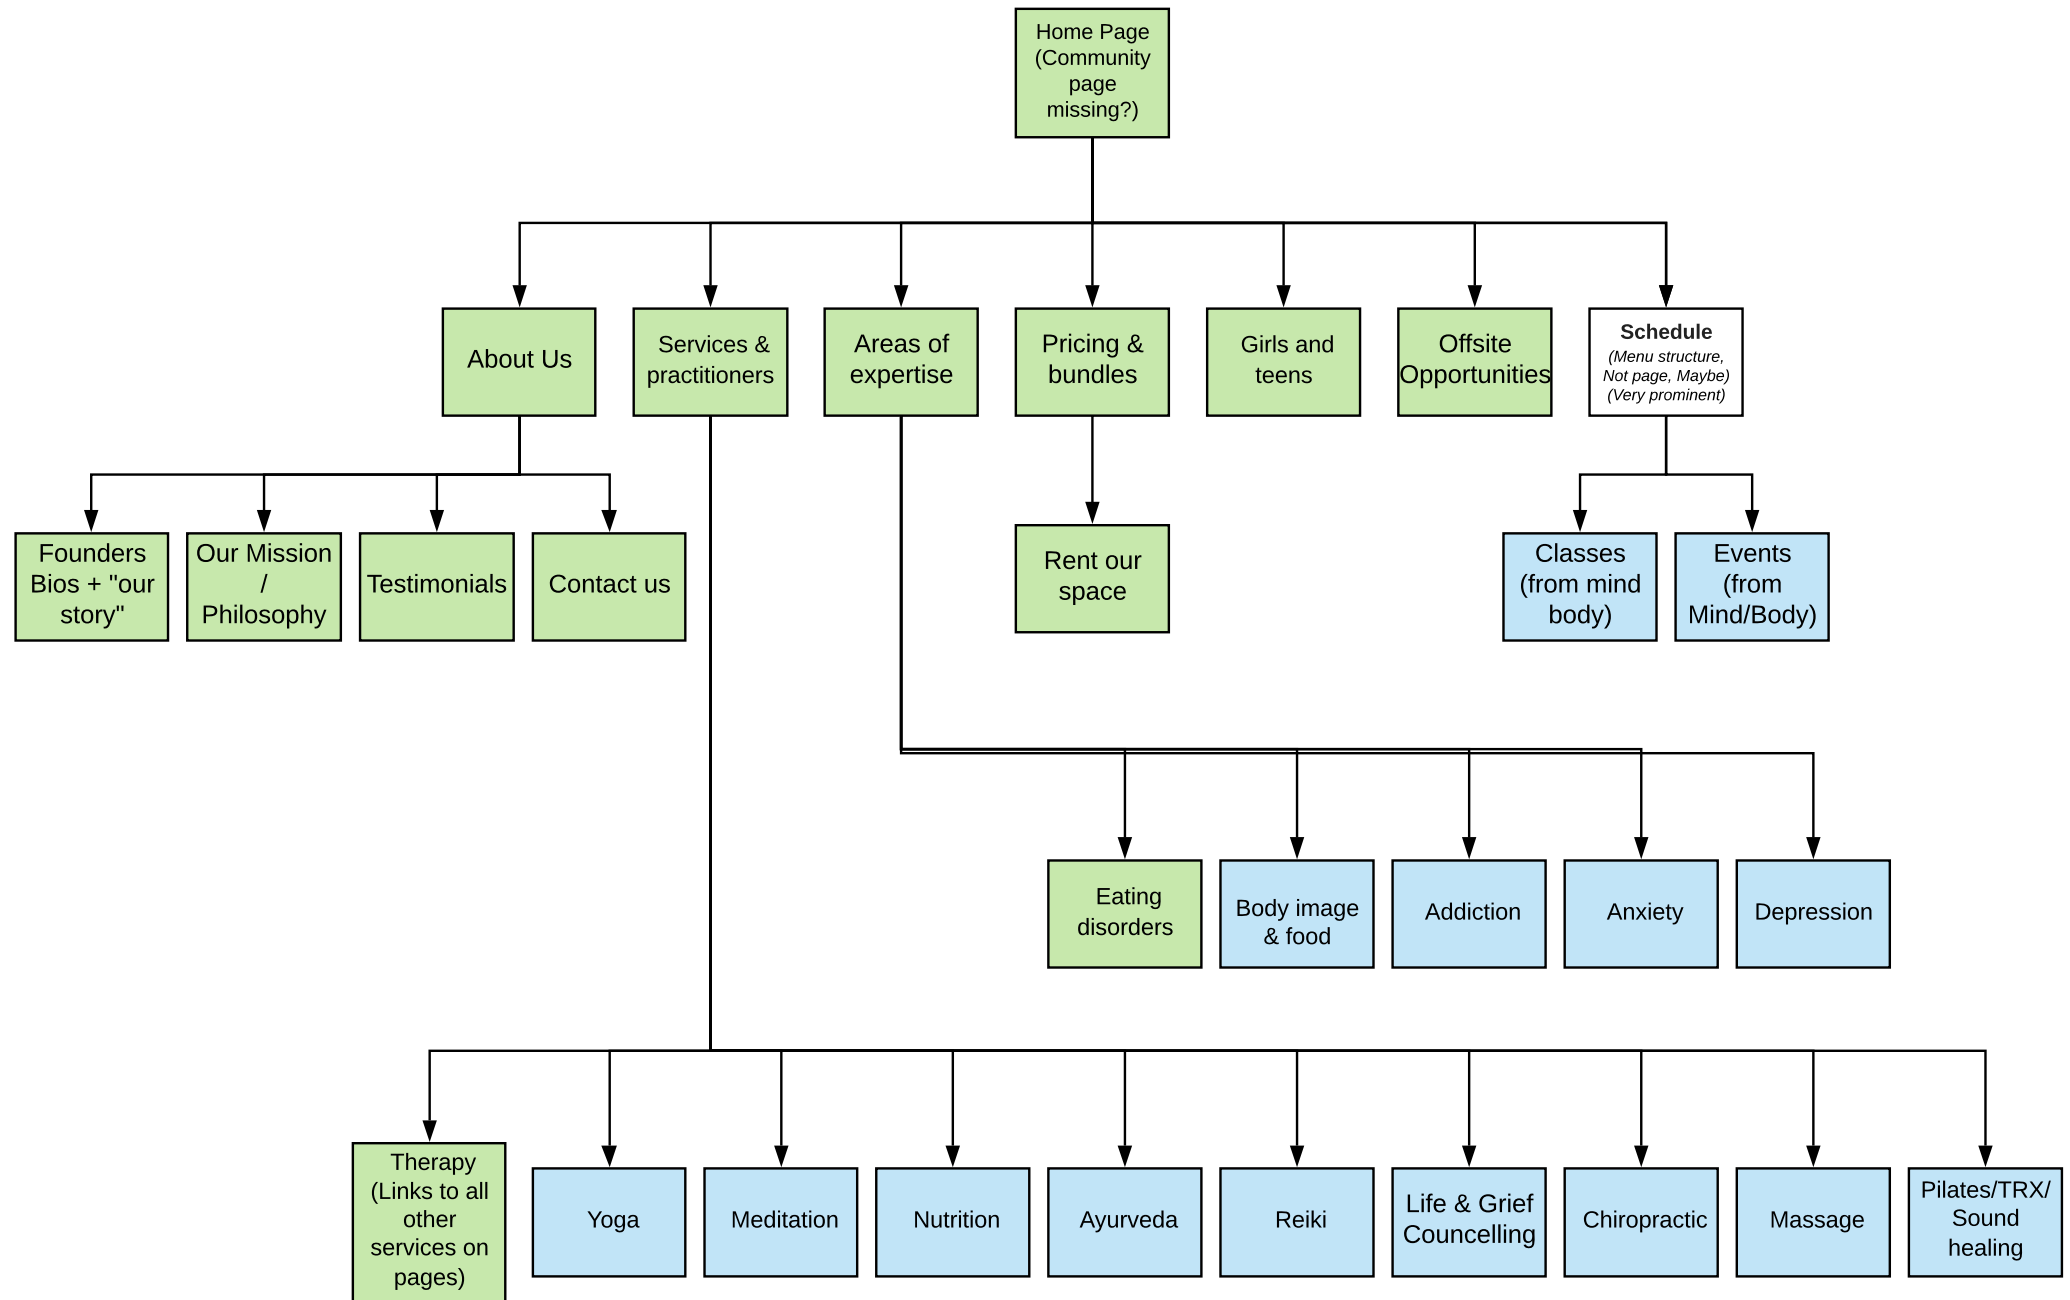 Home Page
(Community
page
missing?)
About Us
Services &
practitioners
Areas of
expertise
Pricing &
bundles
Girls and
teens
Offsite
Opportunities
Schedule
(Menu structure,
Not page, Maybe)
(Very prominent)
Founders
Bios + "our
story"
Our Mission
/
Philosophy
Testimonials
Contact us
Rent our
space
Classes
(from mind
body)
Events
(from
Mind/Body)
Eating
disorders
Body image
& food
Addiction
Anxiety
Depression
Therapy
(Links to all
other
services on
pages)
Yoga
Meditation
Nutrition
Ayurveda
Reiki
Life & Grief
Councelling
Chiropractic
Massage
Pilates/TRX/
Sound
healing